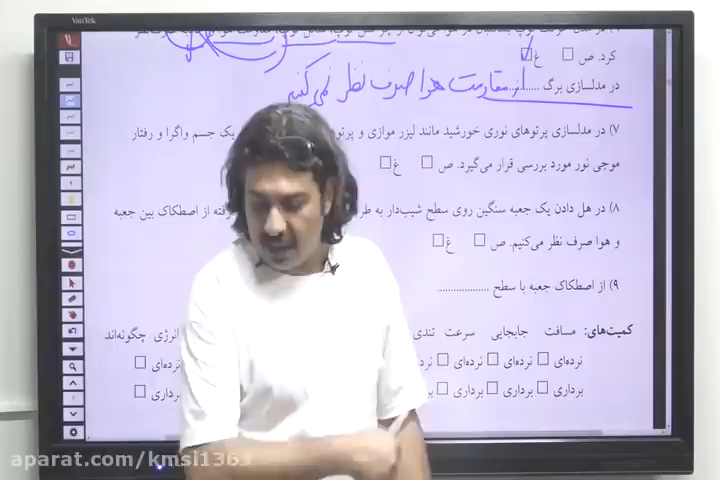 VanTek
کرد. ص □ غ □
در مدلسازی برگ ......... از مقاومت هوا صرف نظر نمی‌کنیم
۷) در مدلسازی پرتوهای نوری خورشید مانند لیزر موازی و پرتو یک جسم واگرا و رفتار
موجی نور مورد بررسی قرار می‌گیرد. ص □ غ □
۸) در هل دادن یک جعبه سنگین روی سطح شیب‌دار به رفته از اصطکاک بین جعبه
و هوا صرف نظر می‌کنیم. ص □ غ □
۹) از اصطکاک جعبه با سطح ...................
کمیت‌های: مسافت جابجایی سرعت تندی انرژی چگونه‌اند
نرده‌ای □ نرده‌ای □ نرده‌ای □ نرده‌ای □
برداری □ برداری □ برداری □ برداری □
aparat.com/kmsi1363